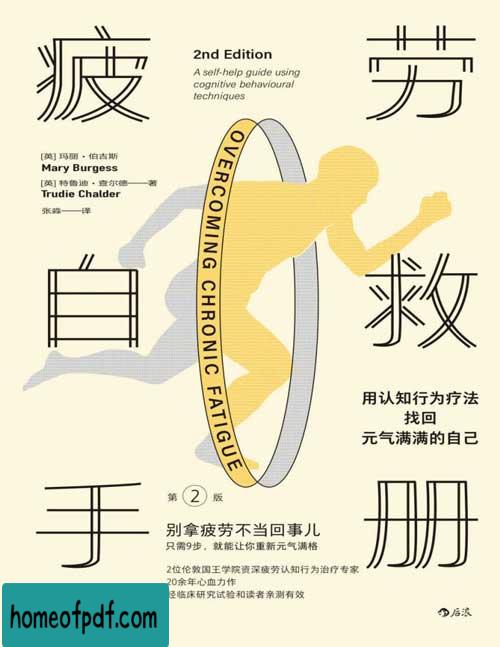 疲劳
2nd Edition
A self-help guide using
cognitive behavioural
techniques
[英] 玛丽·伯吉斯
Mary Burgess
[英] 特鲁迪·查尔德——著
Trudie Chalder
张淼——译
OVERCOMING CHRONIC FATIGUE
自救
用认知行为疗法
找回
元气满满的自己
手册
第2版
别拿疲劳不当回事儿
只需9步，就能让你重新元气满格
2位伦敦国王学院资深疲劳认知行为治疗专家
20余年心血力作
经临床研究试验和读者亲测有效
后浪
homeofpdf.com